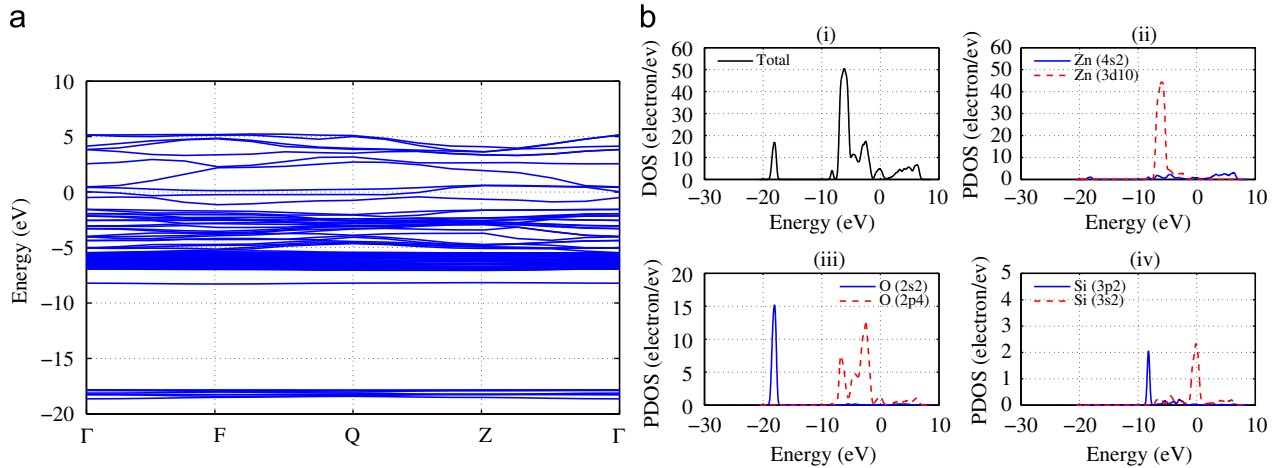 a
Energy (eV)
10
5
0
−5
−10
−15
−20
Γ
F
Q
Z
Γ
b
(i)
DOS (electron/ev)
60
50
40
30
20
10
0
Total
−30
−20
−10
0
10
Energy (eV)
(ii)
PDOS (electron/ev)
60
50
40
30
20
10
0
Zn (4s2)
Zn (3d10)
−30
−20
−10
0
10
Energy (eV)
(iii)
PDOS (electron/ev)
20
15
10
5
0
O (2s2)
O (2p4)
−30
−20
−10
0
10
Energy (eV)
(iv)
PDOS (electron/ev)
5
4
3
2
1
0
Si (3p2)
Si (3s2)
−30
−20
−10
0
10
Energy (eV)